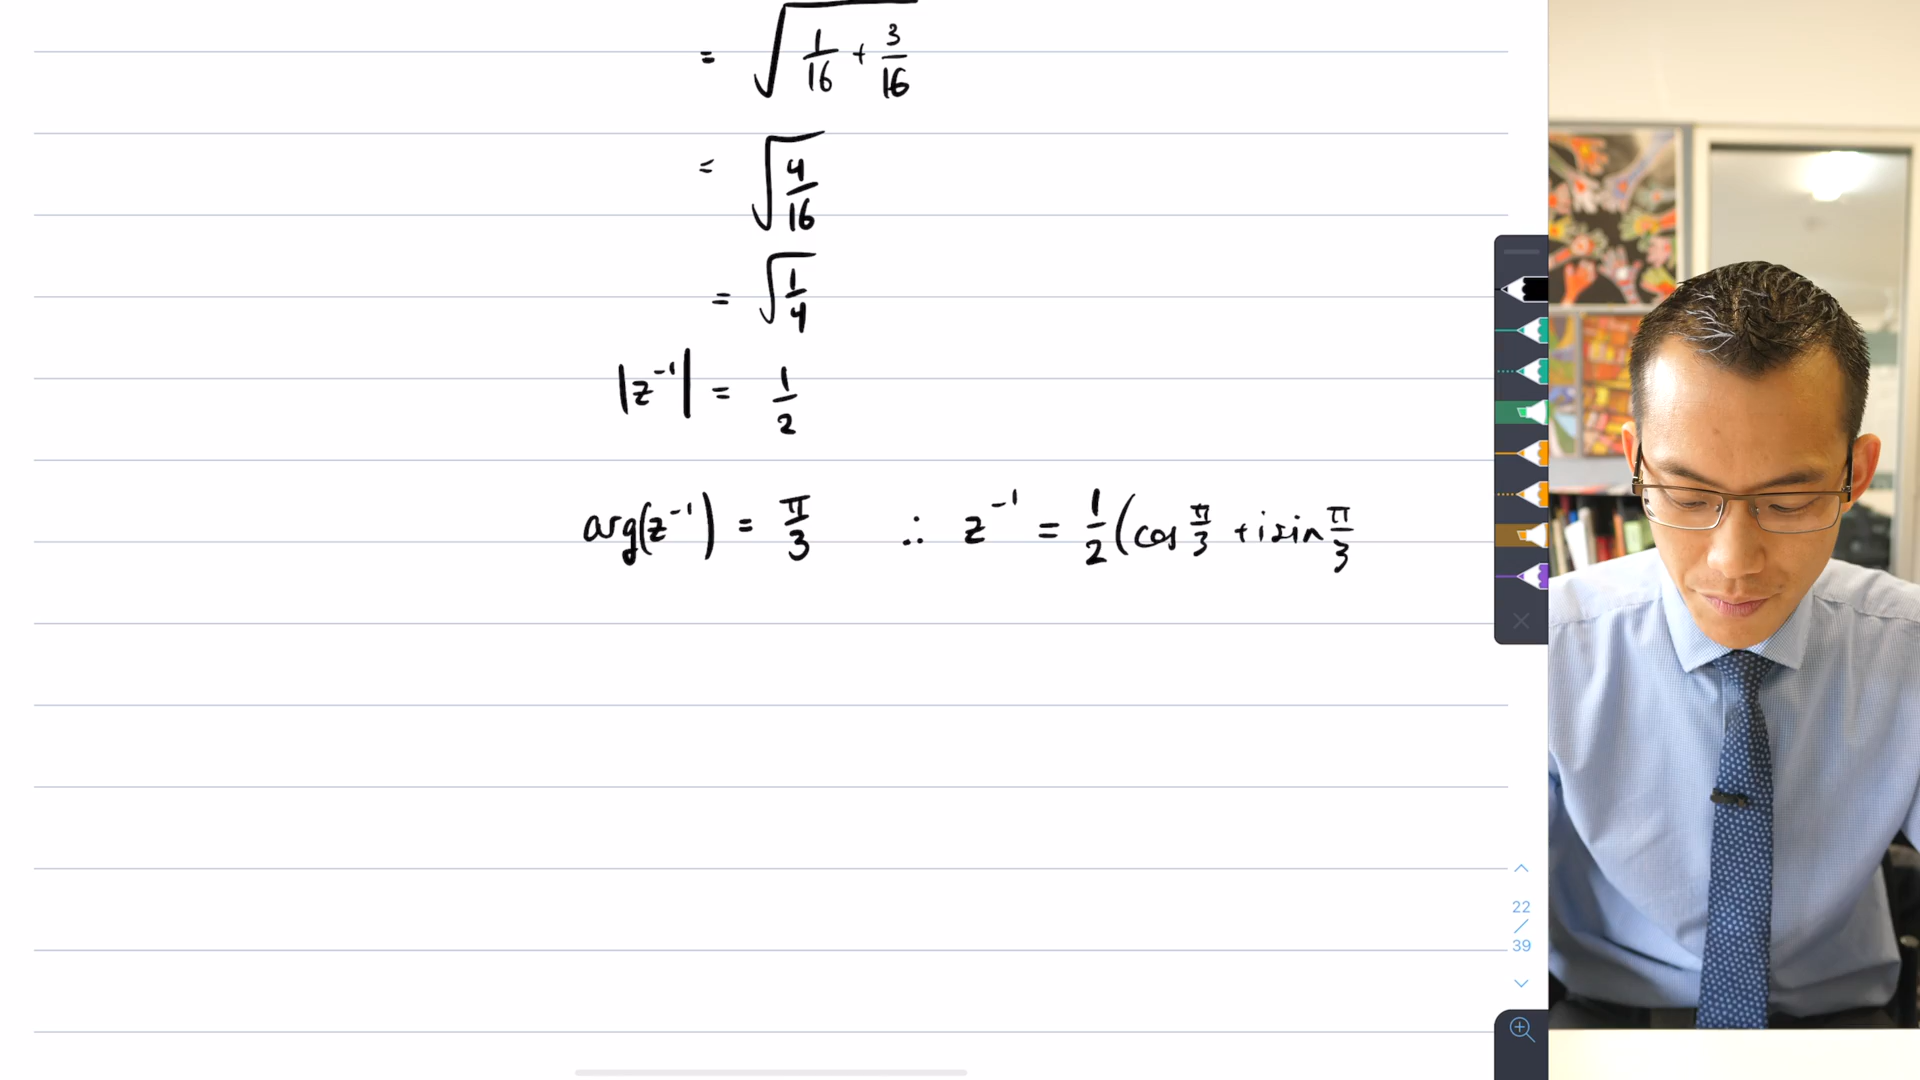 = √(1/16 + 3/16)
= √(4/16)
= √(1/4)
|z⁻¹| = 1/2
arg(z⁻¹) = π/3 ∴ z⁻¹ = 1/2(cos π/3 + i sin π/3
22
/
39